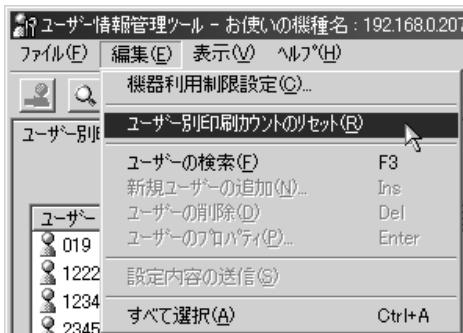 ユーザー情報管理ツール - お使いの機種名 : 192.168.0.207
ファイル(F) 編集(E) 表示(V) ヘルプ(H)
機器利用制限設定(C)...
ユーザー別印刷カウントのリセット(R)
ユーザー別印
ユーザーの検索(F) F3
新規ユーザーの追加(N)... Ins
ユーザーの削除(D) Del
ユーザーのプロパティ(P)... Enter
設定内容の送信(S)
すべて選択(A) Ctrl+A
ユーザー
019
1222
1234
2345